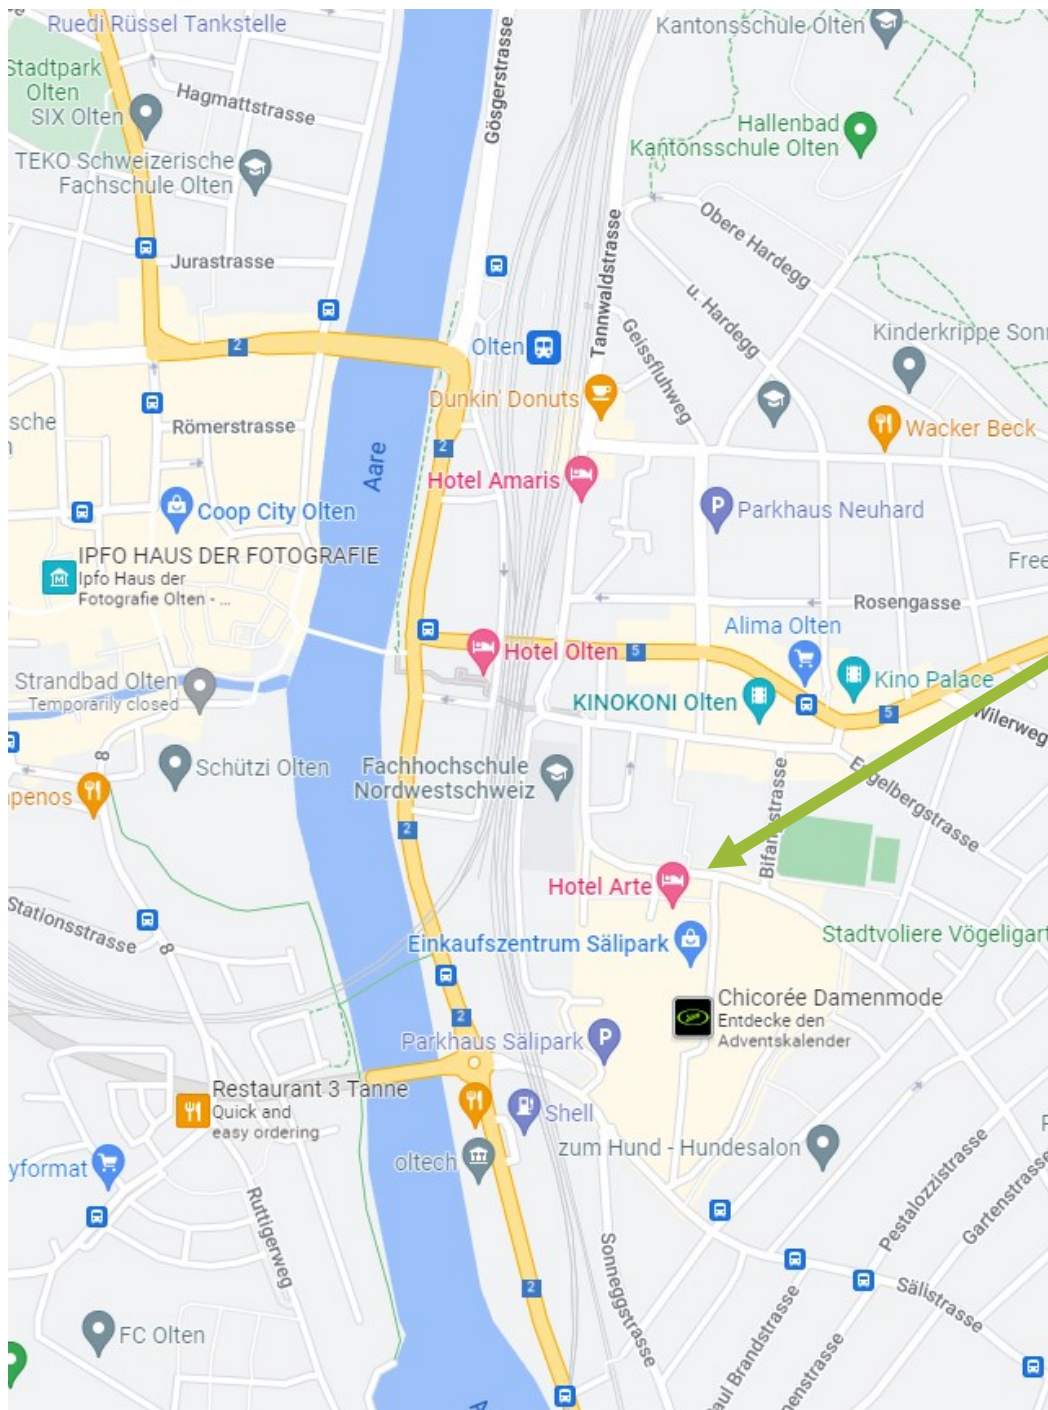 Ruedi Rüssel Tankstelle
Kantonsschule Olten
Gösgerstrasse
Stadtpark
Olten
SIX Olten
Hagmattstrasse
Hallenbad
Kantonsschule Olten
TEKO Schweizerische
Fachschule Olten
Obere Hardegg
Jurastrasse
Tannwaldstrasse
u. Hardegg
Geissfluhweg
2
Olten
Kinderkrippe Sonn
Dunkin' Donuts
sche
Römerstrasse
2
Wacker Beck
Aare
Hotel Amaris
Coop City Olten
P
Parkhaus Neuhard
IPFO HAUS DER FOTOGRAFIE
Ipfo Haus der
Fotografie Olten - ...
M
Free
Rosengasse
Alima Olten
Hotel Olten
5
Strandbad Olten
Temporarily closed
KINOKONI Olten
Kino Palace
5
Wilerweg
8
Schützi Olten
Fachhochschule
Nordwestschweiz
Engelbergstrasse
Bifangstrasse
penos
2
Hotel Arte
Stationsstrasse
8
Einkaufszentrum Sälipark
Stadtvoliere Vögeligart
Chicorée Damenmode
Entdecke den
Adventskalender
2
Parkhaus Sälipark
P
Restaurant 3 Tanne
Quick and
easy ordering
Shell
zum Hund - Hundesalon
oltech
yformat
Ruttigerweg
Pestalozzistrasse
Gartenstrasse
Sonneggstrasse
2
Sälistrasse
FC Olten
aul Brandstrasse
nenstrasse
A